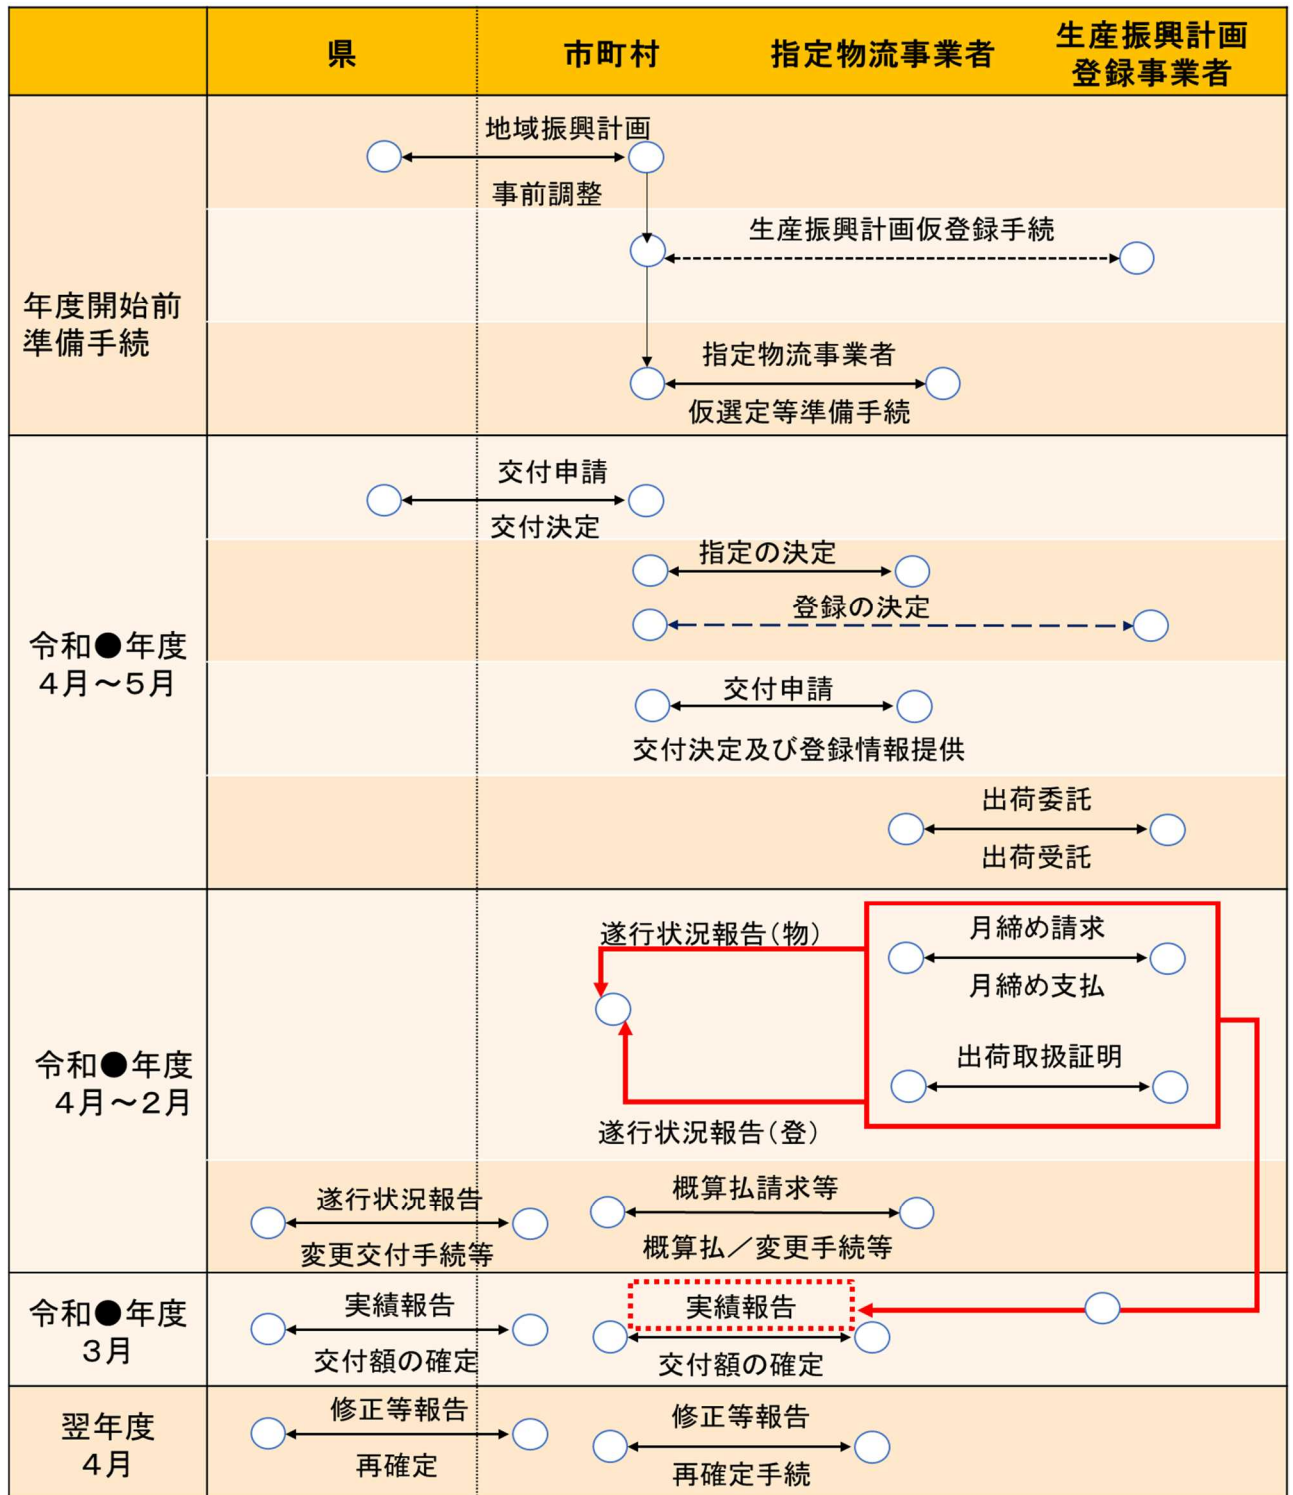 県
市町村
指定物流事業者
生産振興計画
登録事業者
年度開始前
準備手続
地域振興計画
事前調整
生産振興計画仮登録手続
指定物流事業者
仮選定等準備手続
令和●年度
4月~5月
交付申請
交付決定
指定の決定
登録の決定
交付申請
交付決定及び登録情報提供
出荷委託
出荷受託
令和●年度
4月~2月
遂行状況報告(物)
月締め請求
月締め支払
出荷取扱証明
遂行状況報告(登)
遂行状況報告
変更交付手続等
概算払請求等
概算払/変更手続等
令和●年度
3月
実績報告
交付額の確定
実績報告
交付額の確定
翌年度
4月
修正等報告
再確定
修正等報告
再確定手続